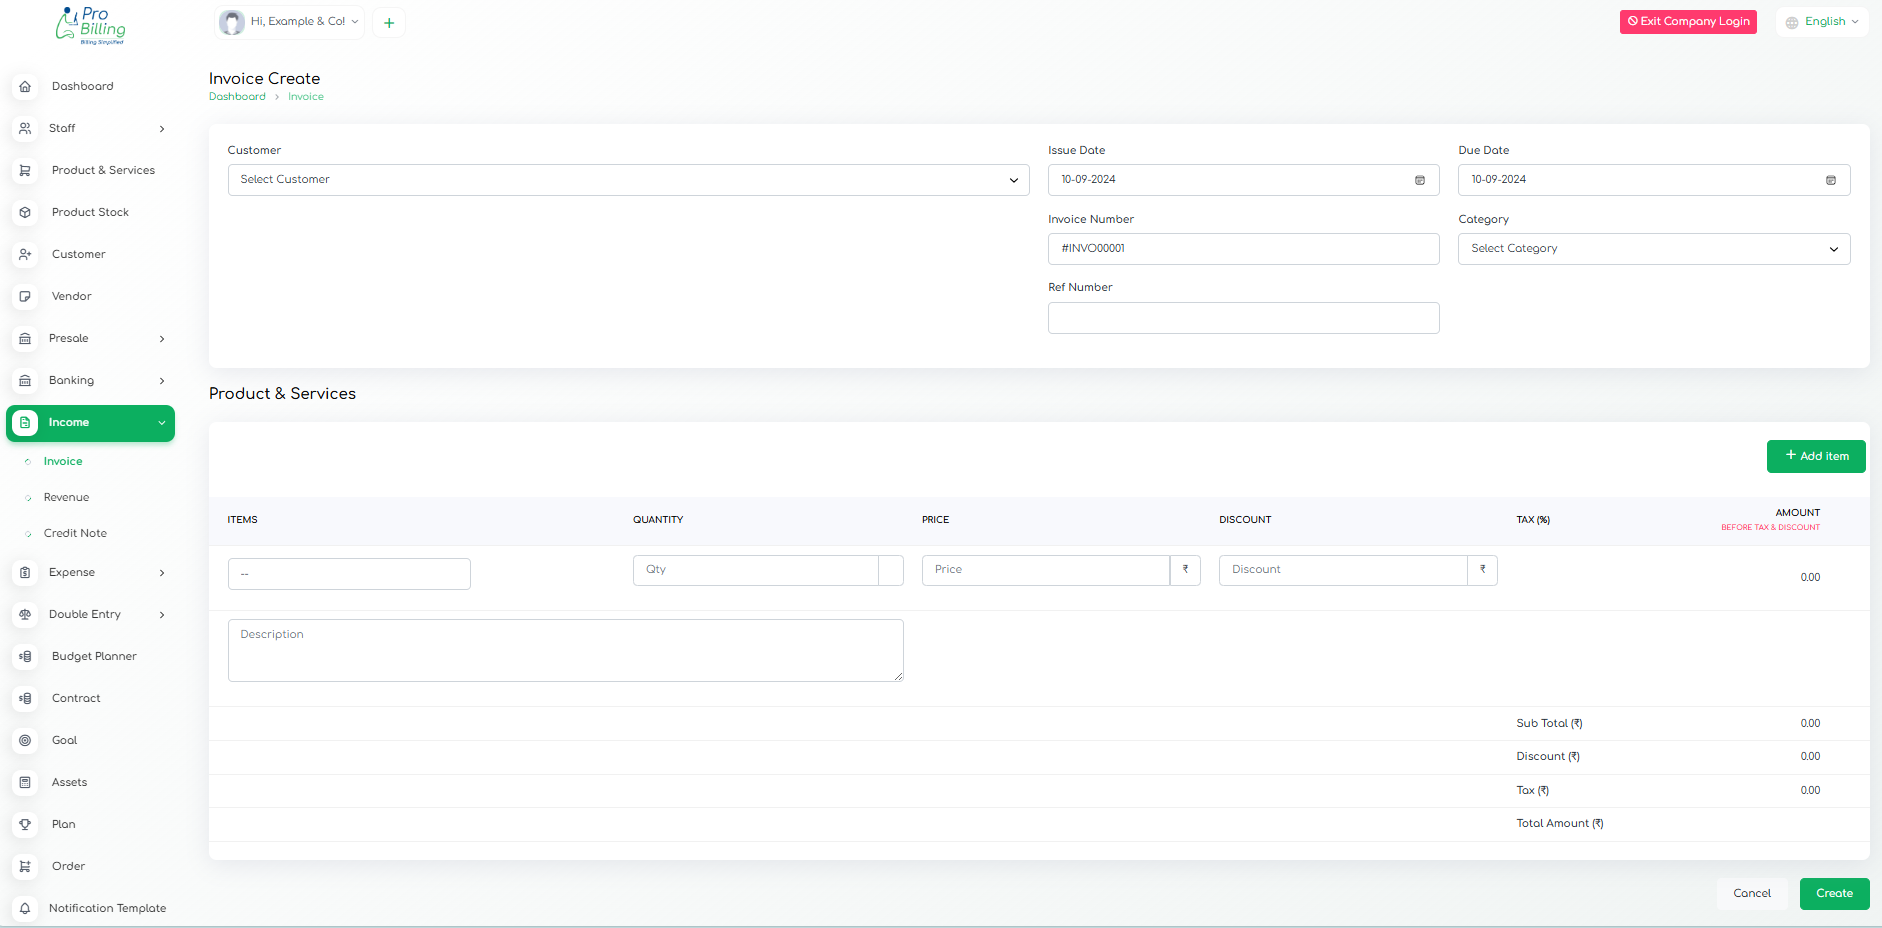 Pro
Billing
Billing Simplified
Hi, Example & Co!
+
Exit Company Login
English
Dashboard
Staff
Product & Services
Product Stock
Customer
Vendor
Presale
Banking
Income
Invoice
Revenue
Credit Note
Expense
Double Entry
Budget Planner
Contract
Goal
Assets
Plan
Order
Notification Template
Invoice Create
Dashboard > Invoice
Customer
Select Customer
Issue Date
10-09-2024
Due Date
10-09-2024
Invoice Number
#INVO00001
Category
Select Category
Ref Number
Product & Services
+ Add item
ITEMS QUANTITY PRICE DISCOUNT TAX (%) AMOUNT
BEFORE TAX & DISCOUNT
-- Qty Price ₹ Discount ₹ 0.00
Description
Sub Total (₹) 0.00
Discount (₹) 0.00
Tax (₹) 0.00
Total Amount (₹)
Cancel Create